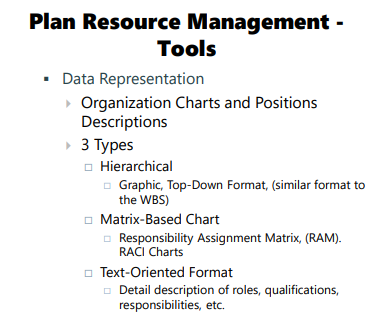 Plan Resource Management -
Tools
Data Representation
Organization Charts and Positions
Descriptions
3 Types
Hierarchical
Graphic, Top-Down Format, (similar format to
the WBS)
Matrix-Based Chart
Responsibility Assignment Matrix, (RAM).
RACI Charts
Text-Oriented Format
Detail description of roles, qualifications,
responsibilities, etc.